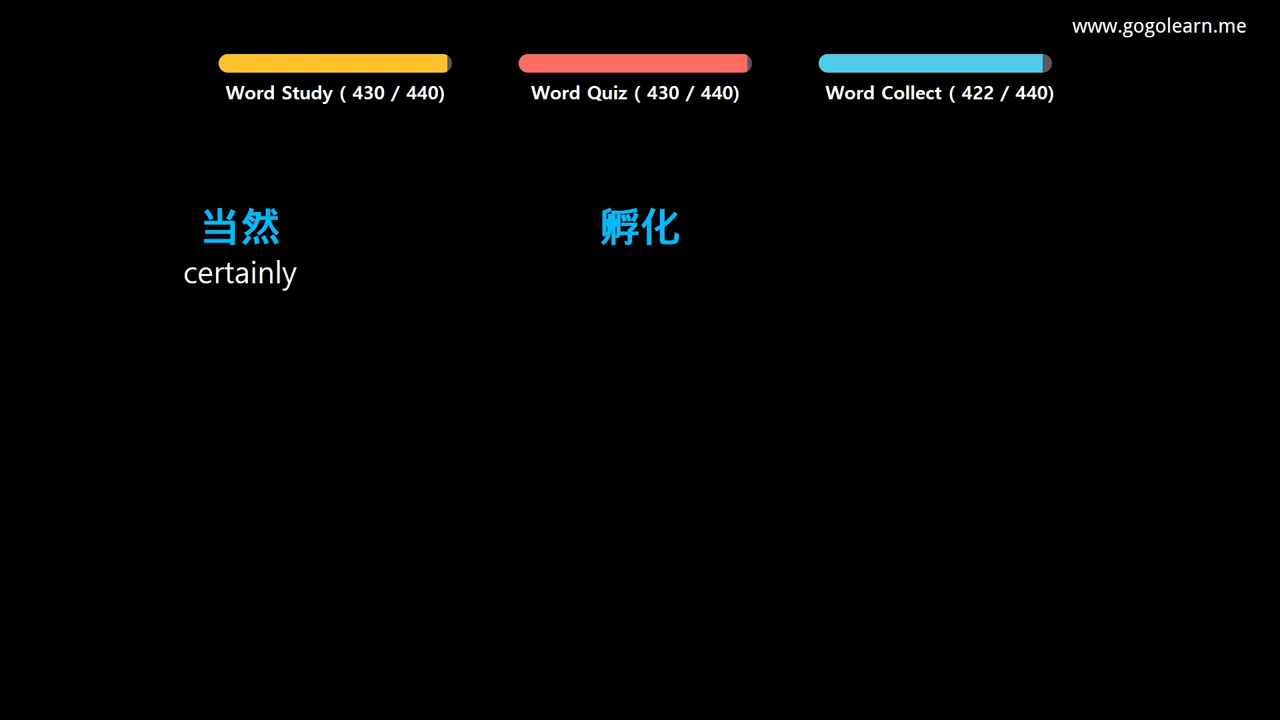 www.gogolearn.me
Word Study ( 430 / 440)
Word Quiz ( 430 / 440)
Word Collect ( 422 / 440)
当然
孵化
certainly